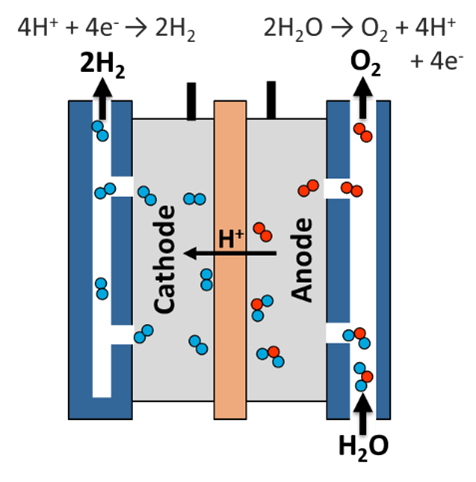 4H⁺ + 4e⁻ → 2H₂
2H₂O → O₂ + 4H⁺
+ 4e⁻
2H₂
O₂
H⁺
Cathode
Anode
H₂O